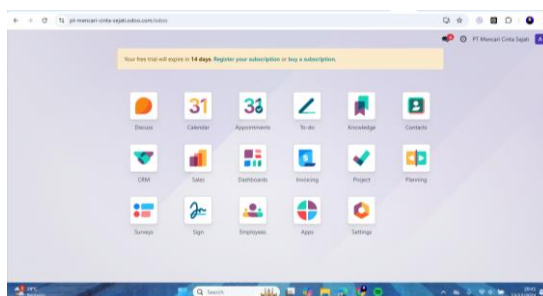 pt-mencari-cinta-sejati.odoo.com/odoo
PT Mencari Cinta Sejati
Your free trial will expire in 14 days. Register your subscription or buy a subscription.
31 31
Discuss Calendar Appointments To-do Knowledge Contacts
CRM Sales Dashboards Invoicing Project Planning
Surveys Sign Employees Apps Settings
Search